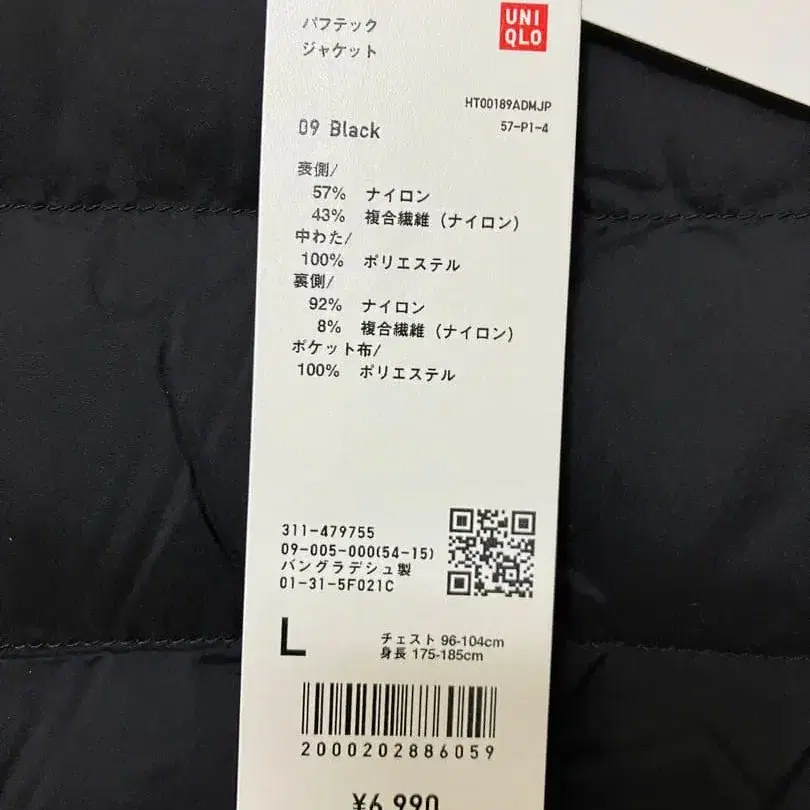 パフテック
ジャケット
UNI
QLO
HT00189ADMJP
57-P1-4
09 Black
表側/
57% ナイロン
43% 複合繊維(ナイロン)
中わた/
100% ポリエステル
裏側/
92% ナイロン
8% 複合繊維(ナイロン)
ポケット布/
100% ポリエステル
311-479755
09-005-000(54-15)
バングラデシュ製
01-31-5F021C
L
チェスト 96-104cm
身長 175-185cm
2000202886059
¥6,990